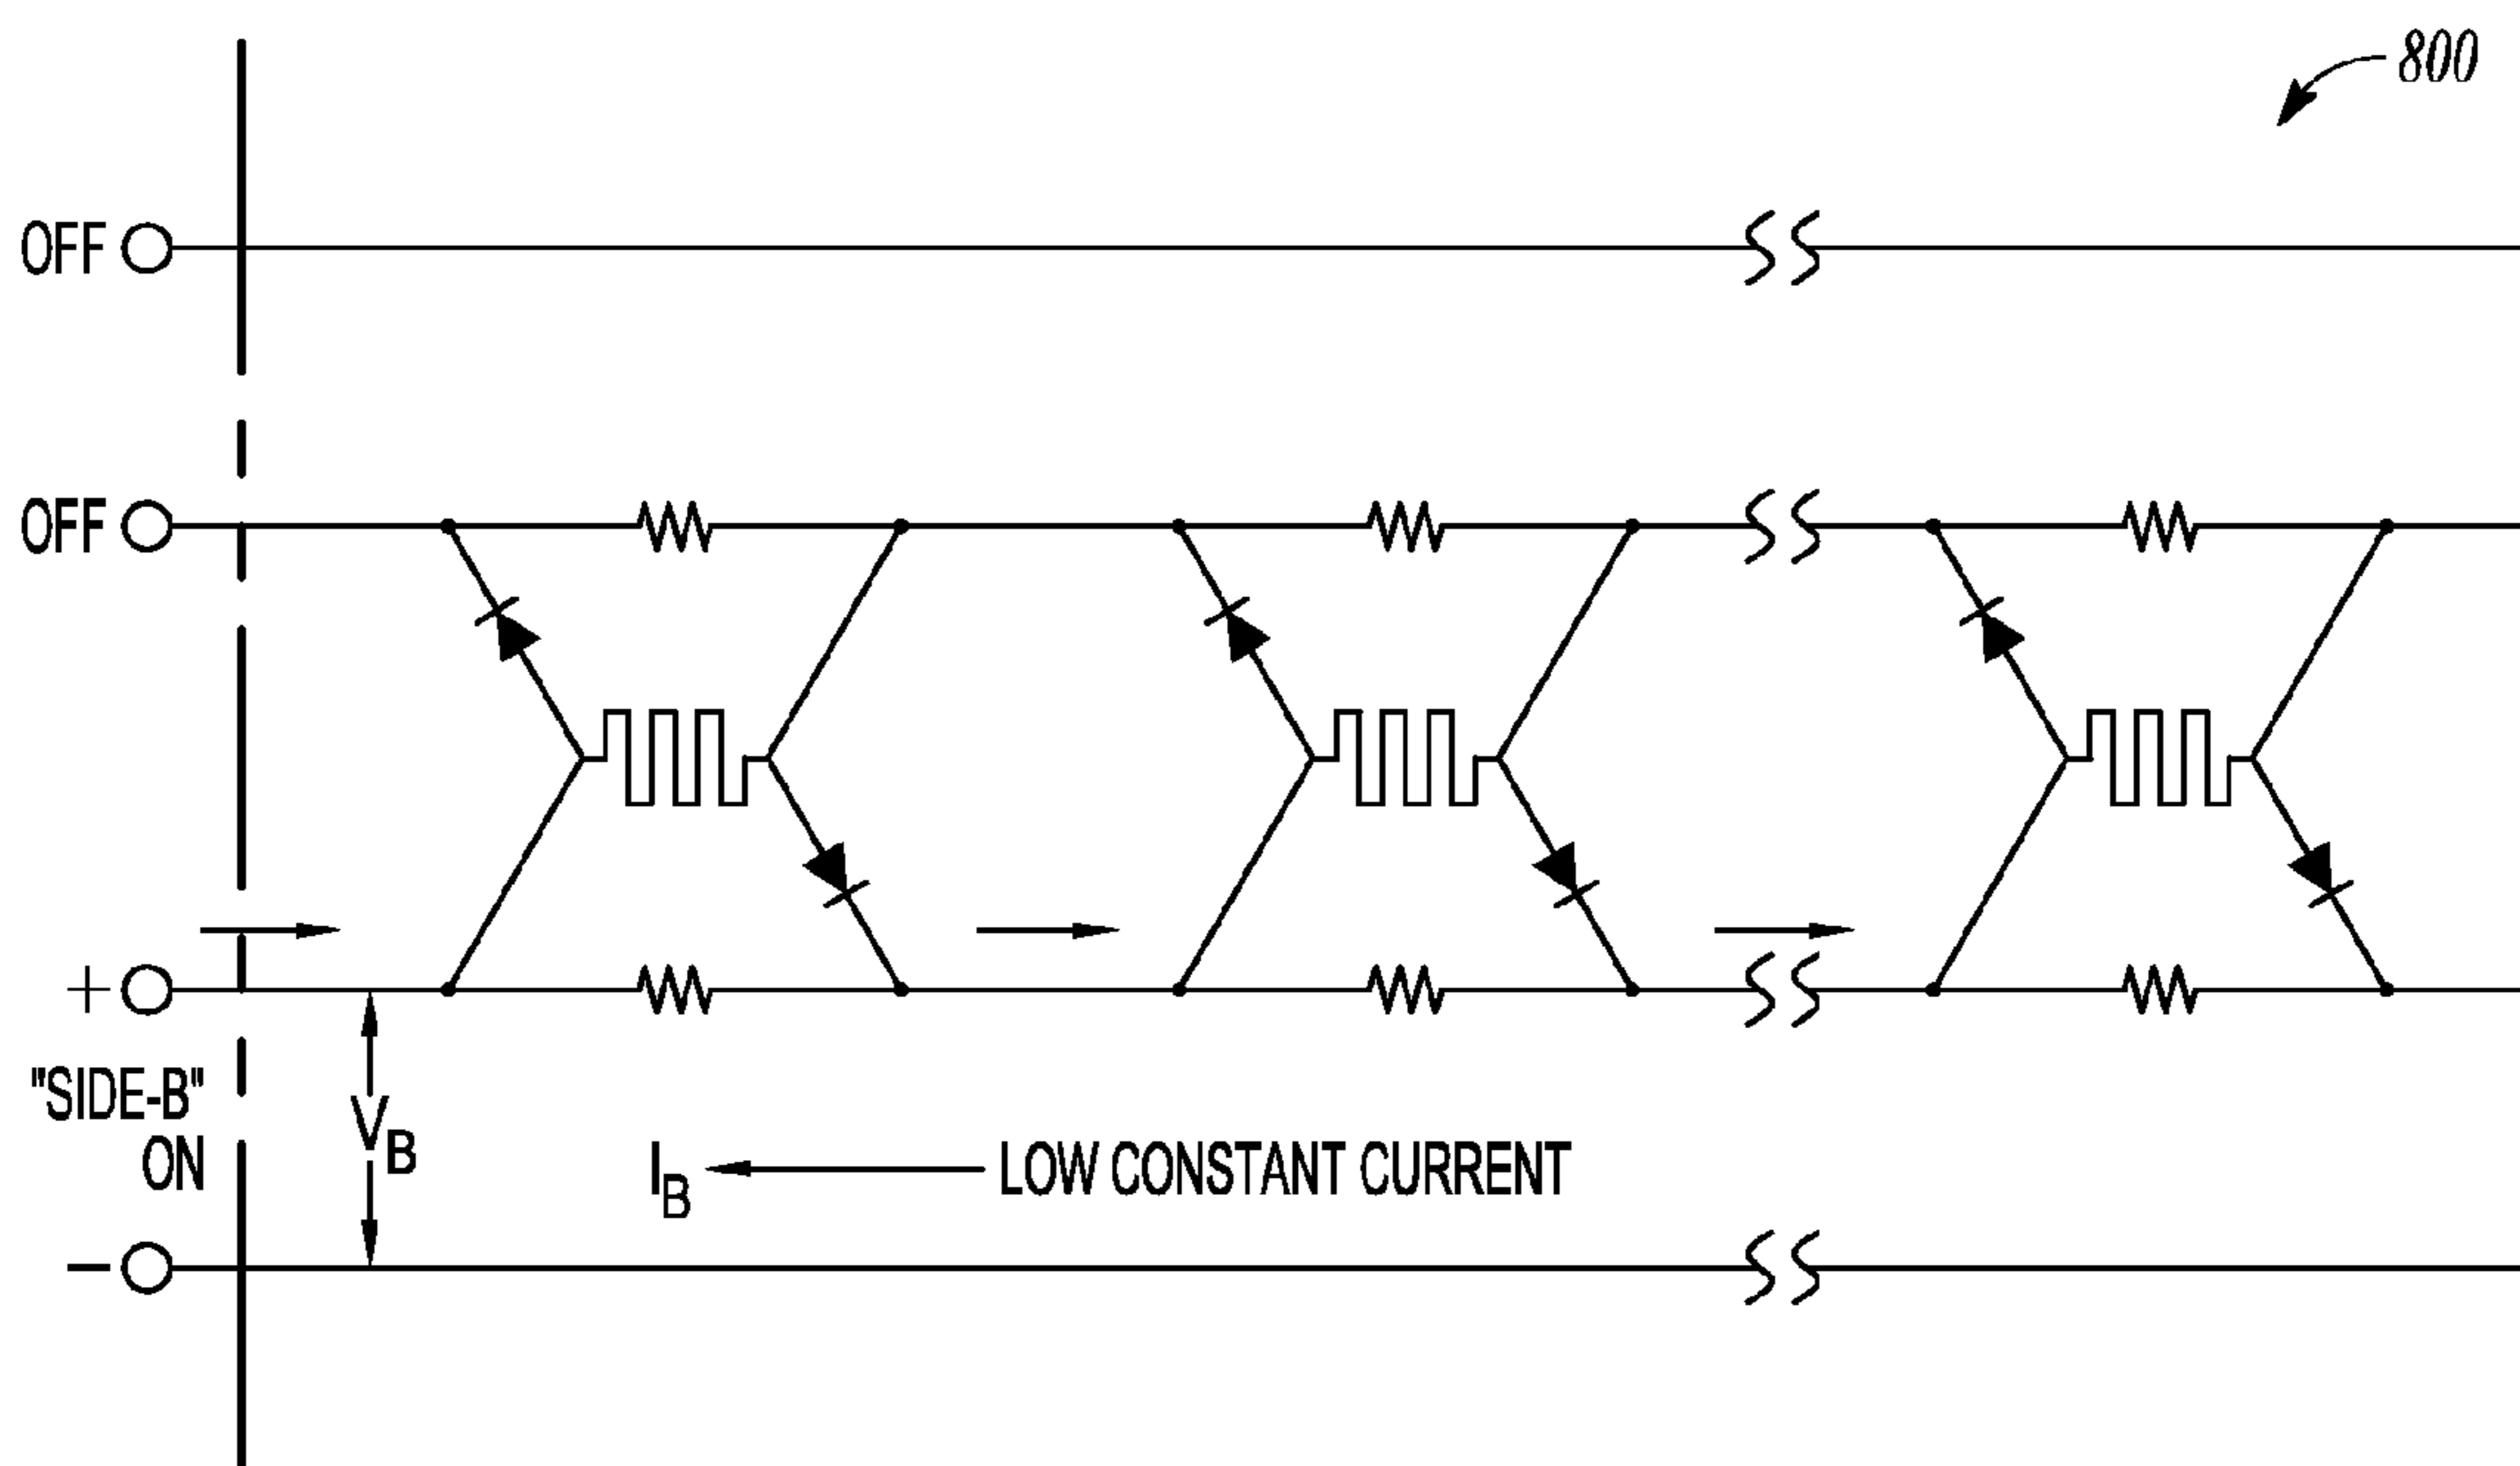 800
OFF
OFF
+
"SIDE-B"
ON
VB
IB
LOW CONSTANT CURRENT
−